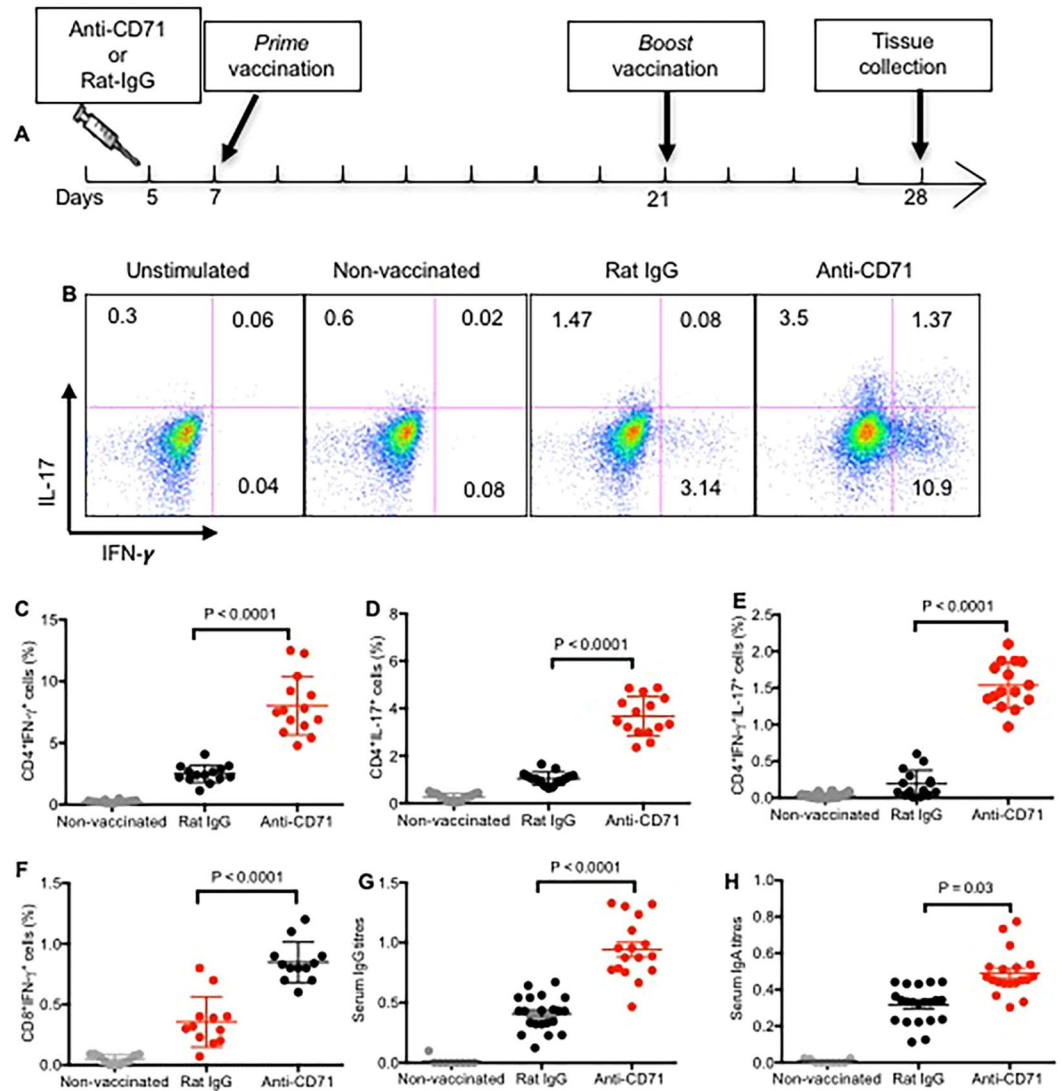 Anti-CD71
or
Rat-IgG
Prime
vaccination
Boost
vaccination
Tissue
collection
A
Days 5 7 21 28
Unstimulated Non-vaccinated Rat IgG Anti-CD71
B
0.3 0.06 0.6 0.02 1.47 0.08 3.5 1.37
0.04 0.08 3.14 10.9
IL-17
IFN-γ
C
P < 0.0001
CD4⁺IFN-γ⁺ cells (%)
15
10
5
0
Non-vaccinated Rat IgG Anti-CD71
D
P < 0.0001
CD4⁺IL-17⁺ cells (%)
8
6
4
2
0
Non-vaccinated Rat IgG Anti-CD71
E
P < 0.0001
CD4⁺IFN-γ⁺IL-17⁺ cells (%)
2.5
2.0
1.5
1.0
0.5
0.0
Non-vaccinated Rat IgG Anti-CD71
F
P < 0.0001
CD8⁺IFN-γ⁺ cells (%)
1.5
1.0
0.5
0.0
Non-vaccinated Rat IgG Anti-CD71
G
P < 0.0001
Serum IgG titres
1.5
1.0
0.5
0.0
Non-vaccinated Rat IgG Anti-CD71
H
P = 0.03
Serum IgA titres
1.0
0.8
0.6
0.4
0.2
0.0
Non-vaccinated Rat IgG Anti-CD71